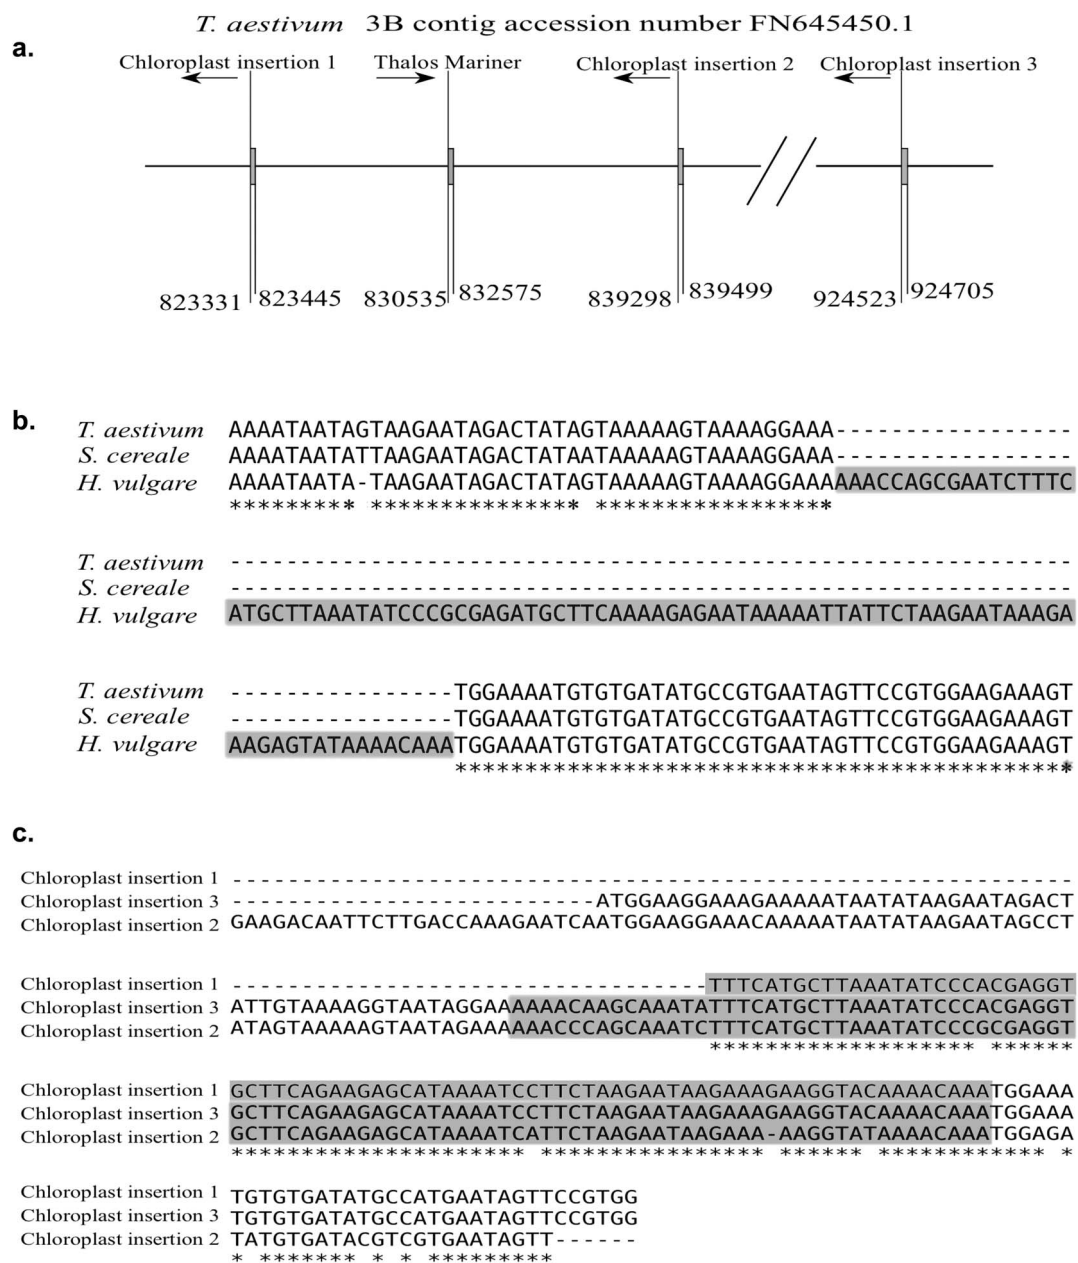 T. aestivum 3B contig accession number FN645450.1
a.
Chloroplast insertion 1 Thalos Mariner Chloroplast insertion 2 Chloroplast insertion 3
823331 823445 830535 832575 839298 839499 924523 924705
b.
T. aestivum AAAATAATAGTAAGAATAGACTATAGTAAAAAGTAAAAGGAAA-----------------
S. cereale AAAATAATATTAAGAATAGACTATAATAAAAAGTAAAAGGAAA-----------------
H. vulgare AAAATAATA-TAAGAATAGACTATAGTAAAAAGTAAAAGGAAAAAACCAGCGAATCTTTC
********* *************** *****************
T. aestivum ------------------------------------------------------------
S. cereale ------------------------------------------------------------
H. vulgare ATGCTTAAATATCCCGCGAGATGCTTCAAAAGAGAATAAAAATTATTCTAAGAATAAAGA
T. aestivum ----------------TGGAAAATGTGTGATATGCCGTGAATAGTTCCGTGGAAGAAAGT
S. cereale ----------------TGGAAAATGTGTGATATGCCGTGAATAGTTCCGTGGAAGAAAGT
H. vulgare AAGAGTATAAAACAAATGGAAAATGTGTGATATGCCGTGAATAGTTCCGTGGAAGAAAGT
********************************************
c.
Chloroplast insertion 1 ------------------------------------------------------------
Chloroplast insertion 3 --------------------------ATGGAAGGAAAGAAAAATAATATAAGAATAGACT
Chloroplast insertion 2 GAAGACAATTCTTGACCAAAGAATCAATGGAAGGAAACAAAAATAATATAAGAATAGCCT
Chloroplast insertion 1 ----------------------------------TTTCATGCTTAAATATCCCACGAGGT
Chloroplast insertion 3 ATTGTAAAAGGTAATAGGAAAAAACAAGCAAATATTTCATGCTTAAATATCCCACGAGGT
Chloroplast insertion 2 ATAGTAAAAAGTAATAGAAAAAACCCAGCAAATCTTTCATGCTTAAATATCCCGCGAGGT
******************* ******
Chloroplast insertion 1 GCTTCAGAAGAGCATAAAATCCTTCTAAGAATAAGAAAGAAGGTACAAAACAAATGGAAA
Chloroplast insertion 3 GCTTCAGAAGAGCATAAAATCCTTCTAAGAATAAGAAAGAAGGTACAAAACAAATGGAAA
Chloroplast insertion 2 GCTTCAGAAGAGCATAAAATCATTCTAAGAATAAGAAA-AAGGTATAAAACAAATGGAGA
********************* **************** ****** ************ *
Chloroplast insertion 1 TGTGTGATATGCCATGAATAGTTCCGTGG
Chloroplast insertion 3 TGTGTGATATGCCATGAATAGTTCCGTGG
Chloroplast insertion 2 TATGTGATACGTCGTGAATAGTT------
* ******* * * *********